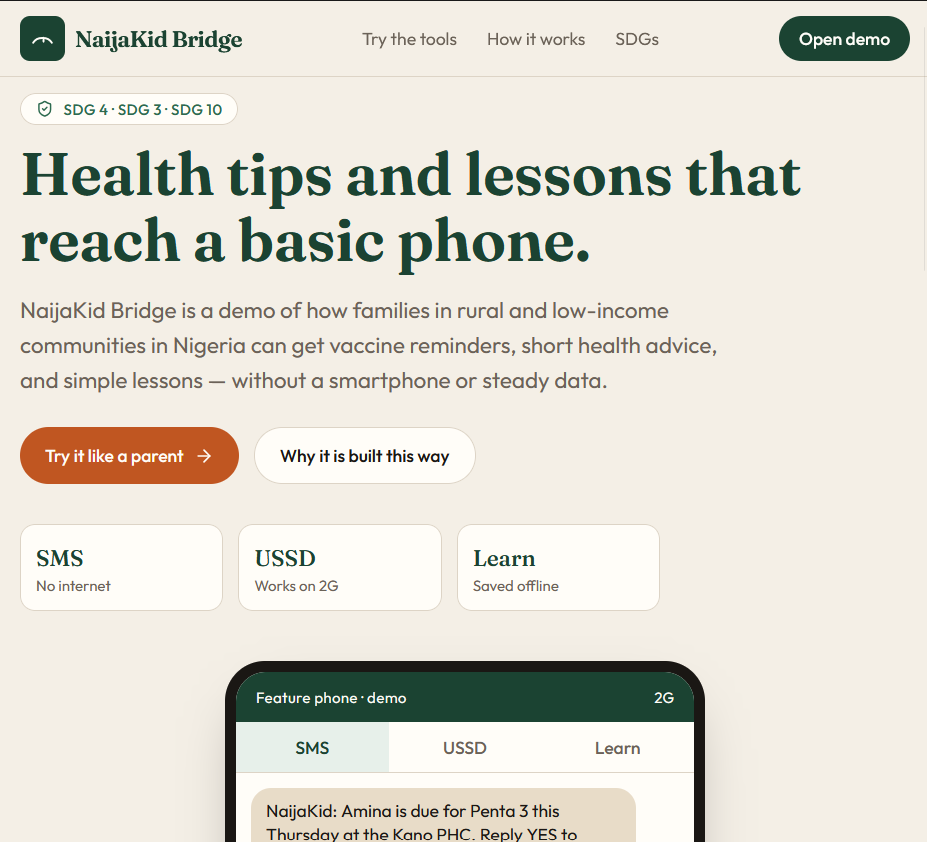 NaijaKid Bridge
Try the tools
How it works
SDGs
Open demo
SDG 4 · SDG 3 · SDG 10
Health tips and lessons that
reach a basic phone.
NaijaKid Bridge is a demo of how families in rural and low-income
communities in Nigeria can get vaccine reminders, short health advice,
and simple lessons — without a smartphone or steady data.
Try it like a parent →
Why it is built this way
SMS
No internet
USSD
Works on 2G
Learn
Saved offline
Feature phone · demo
2G
SMS
USSD
Learn
NaijaKid: Amina is due for Penta 3 this
Thursday at the Kano PHC. Reply YES to